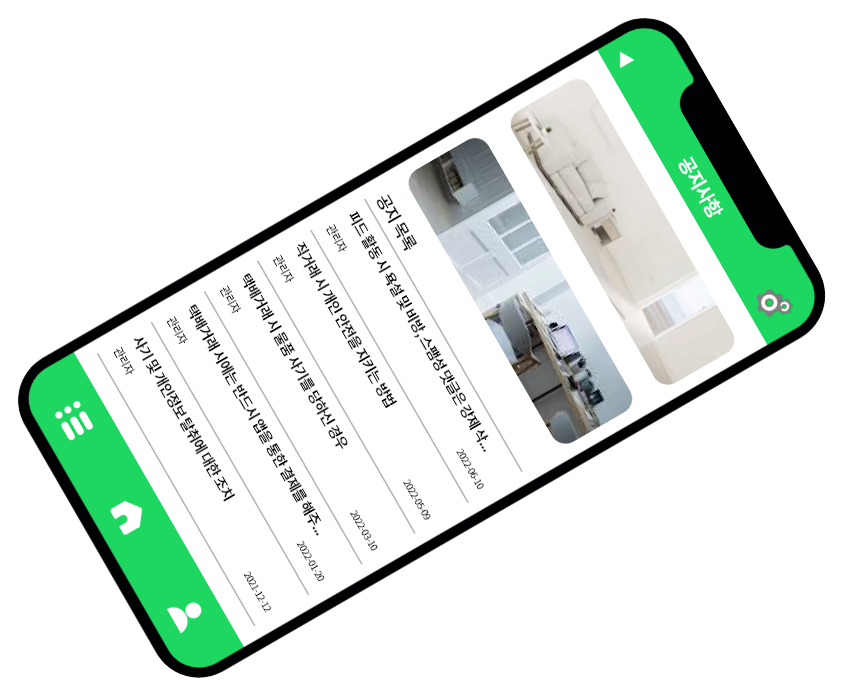 공지사항
공지 목록
피드 활동 시 욕설 및 비방, 스팸성 댓글은 강제 삭...
관리자 2022-06-10
직거래 시 개인 안전을 지키는 방법
관리자 2022-05-09
택배거래 시 물품 사기를 당하신 경우
관리자 2022-03-10
택배거래 시에는 반드시 앱을 통한 결제를 해주...
관리자 2022-01-20
사기 및 개인정보 탈취에 대한 조치
관리자 2021-12-12